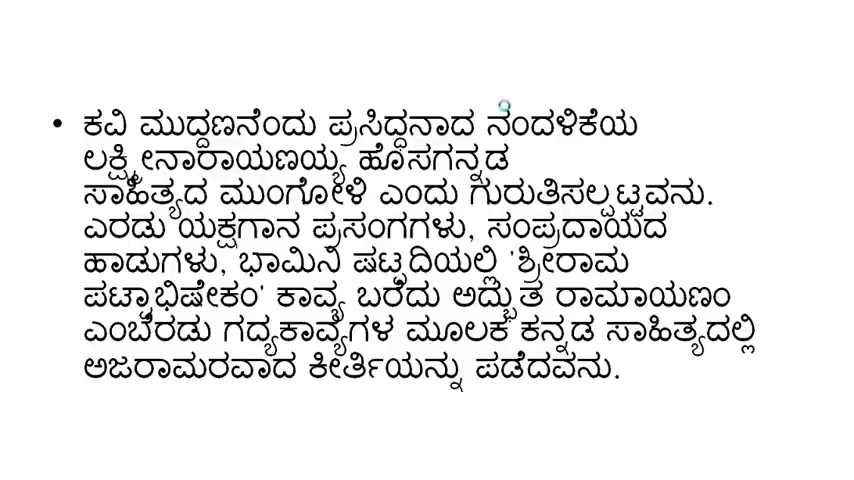 • ಕವಿ ಮುದ್ದಣನೆಂದು ಪ್ರಸಿದ್ಧನಾದ ನಂದಳಿಕೆಯ
ಲಕ್ಷ್ಮೀನಾರಾಯಣಯ್ಯ ಹೊಸಗನ್ನಡ
ಸಾಹಿತ್ಯದ ಮುಂಗೋಳಿ ಎಂದು ಗುರುತಿಸಲ್ಪಟ್ಟವನು.
ಎರಡು ಯಕ್ಷಗಾನ ಪ್ರಸಂಗಗಳು, ಸಂಪ್ರದಾಯದ
ಹಾಡುಗಳು, ಭಾಮಿನಿ ಷಟ್ಪದಿಯಲ್ಲಿ 'ಶ್ರೀರಾಮ
ಪಟ್ಟಾಭಿಷೇಕಂ' ಕಾವ್ಯ ಬರೆದು ಅದ್ಭುತ ರಾಮಾಯಣಂ
ಎಂಬೆರಡು ಗದ್ಯಕಾವ್ಯಗಳ ಮೂಲಕ ಕನ್ನಡ ಸಾಹಿತ್ಯದಲ್ಲಿ
ಅಜರಾಮರವಾದ ಕೀರ್ತಿಯನ್ನು ಪಡೆದವನು.